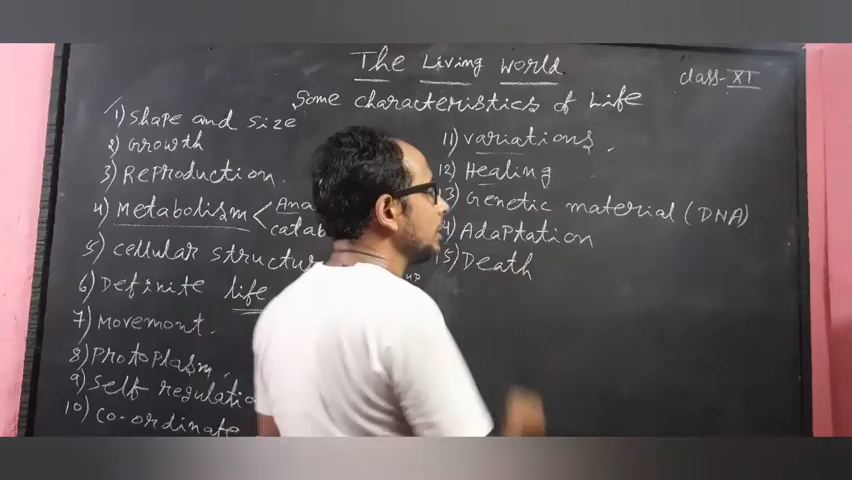 The Living World
class-XI
Some characteristics of Life
1) Shape and size
2) Growth
3) Reproduction.
4) Metabolism <
5) cellular structure
6) Definite life
7) Movemont.
8) Protoplasm.
9) Self regulatio
10) co-ordinate
11) variations.
12) Healing
13) Genetic material (DNA)
14) Adaptation
15) Death